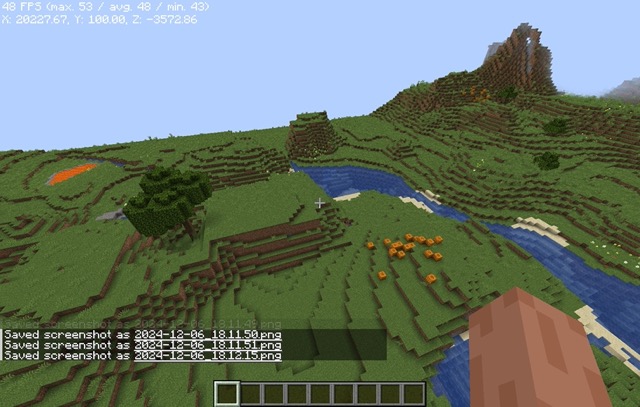 48 FPS (max. 53 / avg. 48 / min. 43)
X: 20227.67, Y: 100.00, Z: -3572.86
Saved screenshot as 2024-12-06_18.11.50.png
Saved screenshot as 2024-12-06_18.11.51.png
Saved screenshot as 2024-12-06_18.12.15.png